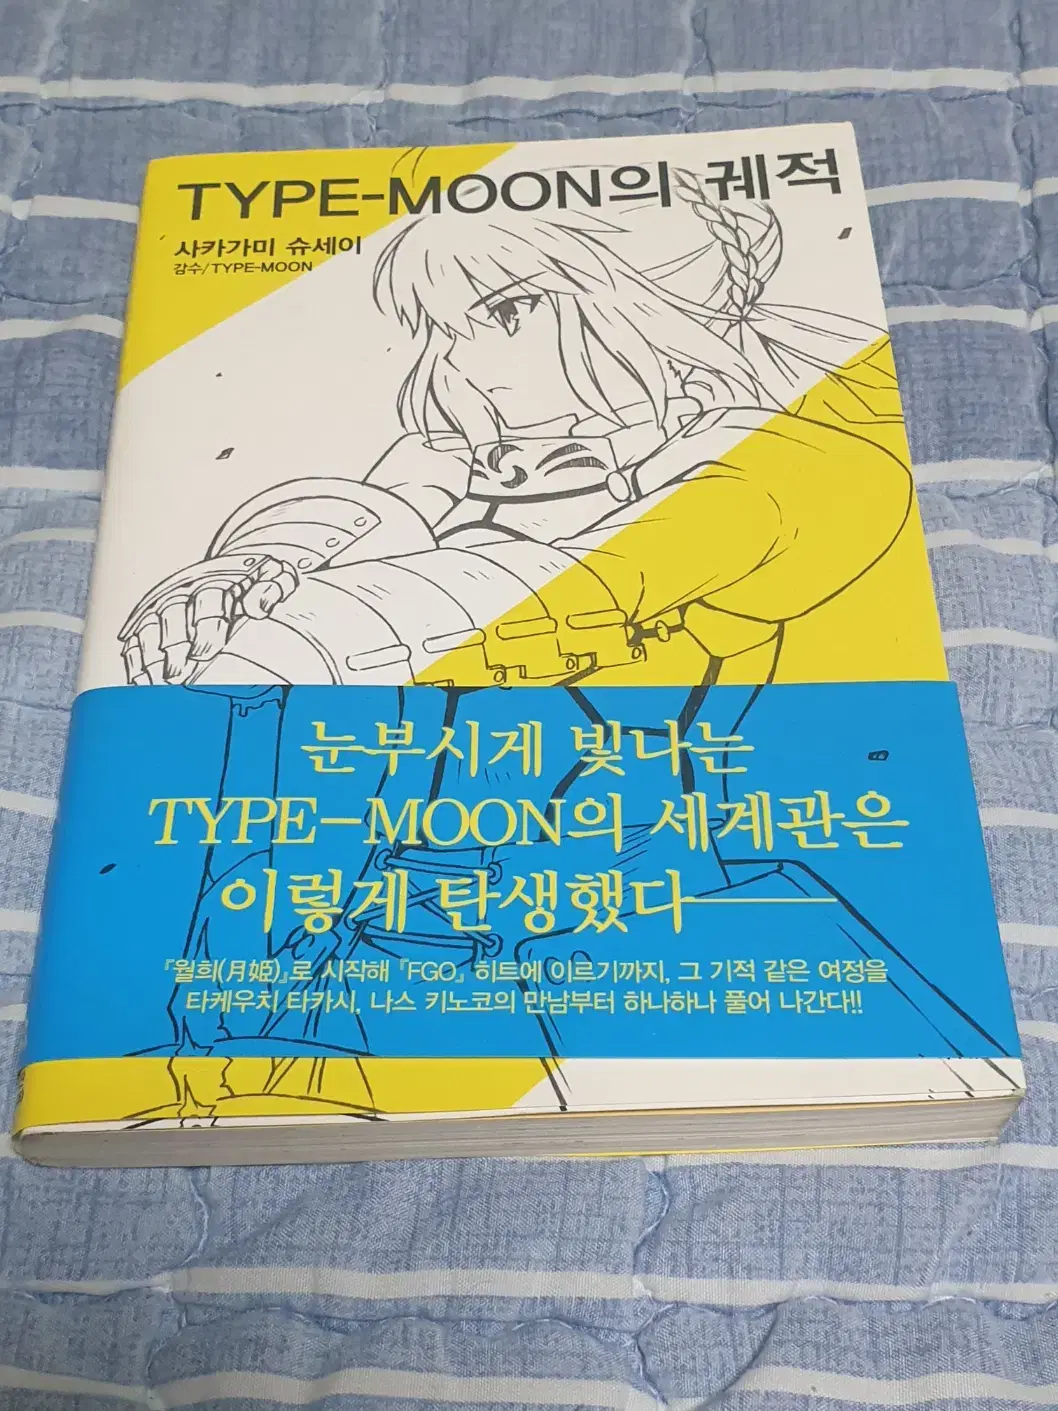 TYPE-MOON의 궤적
사카가미 슈세이
감수/TYPE-MOON
눈부시게 빛나는
TYPE-MOON의 세계관은
이렇게 탄생했다――
『월희(月姫)』로 시작해 『FGO』 히트에 이르기까지, 그 기적 같은 여정을
타케우치 타카시, 나스 키노코의 만남부터 하나하나 풀어 나간다!!